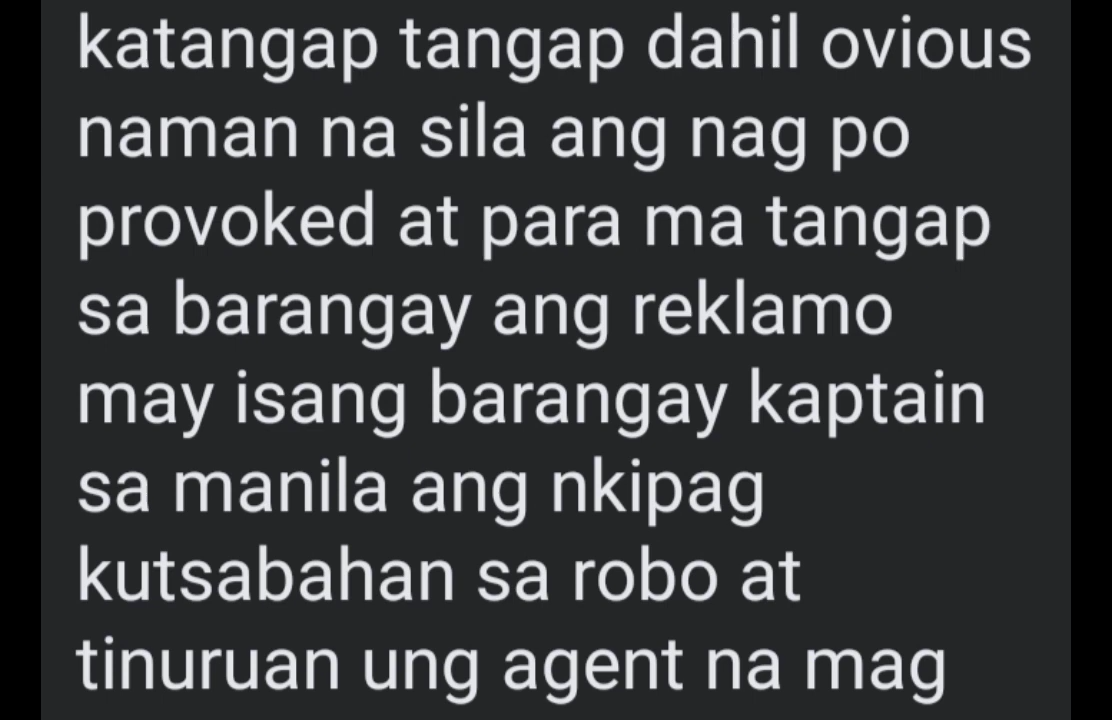 katangap tangap dahil ovious
naman na sila ang nag po
provoked at para ma tangap
sa barangay ang reklamo
may isang barangay kaptain
sa manila ang nkipag
kutsabahan sa robo at
tinuruan ung agent na mag